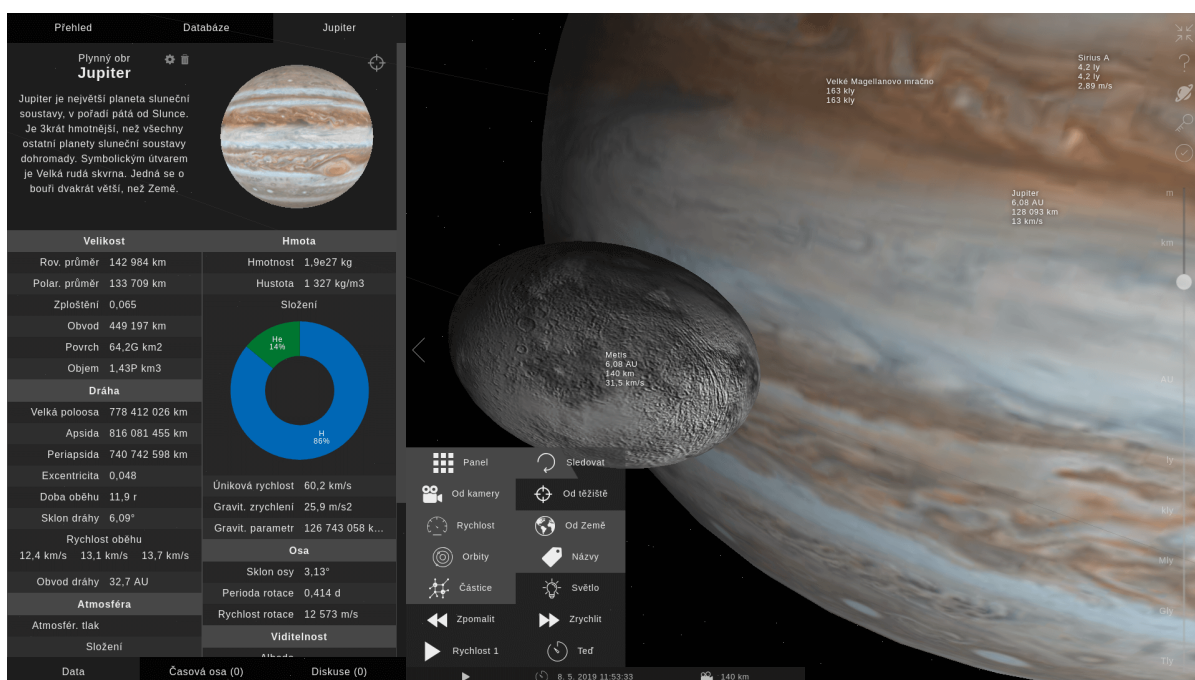 Přehled
Databáze
Jupiter
Plynný obr
Jupiter
Jupiter je největší planeta sluneční
soustavy, v pořadí pátá od Slunce.
Je 3krát hmotnější, než všechny
ostatní planety sluneční soustavy
dohromady. Symbolickým útvarem
je Velká rudá skvrna. Jedná se o
bouři dvakrát větší, než Země.
Velikost
Rov. průměr 142 984 km
Polar. průměr 133 709 km
Zploštění 0,065
Obvod 449 197 km
Povrch 64,2G km2
Objem 1,43P km3
Dráha
Velká poloosa 778 412 026 km
Apsida 816 081 455 km
Periapsida 740 742 598 km
Excentricita 0,048
Doba oběhu 11,9 r
Sklon dráhy 6,09°
Rychlost oběhu
12,4 km/s 13,1 km/s 13,7 km/s
Obvod dráhy 32,7 AU
Atmosféra
Atmosfér. tlak
Složení
Hmota
Hmotnost 1,9e27 kg
Hustota 1 327 kg/m3
Složení
He
14%
H
86%
Úniková rychlost 60,2 km/s
Gravit. zrychlení 25,9 m/s2
Gravit. parametr 126 743 058 k...
Osa
Sklon osy 3,13°
Perioda rotace 0,414 d
Rychlost rotace 12 573 m/s
Viditelnost
Data
Časová osa (0)
Diskuse (0)
Velké Magellanovo mračno
163 kly
163 kly
Sirius A
4,2 ly
4,2 ly
2,89 m/s
Jupiter
6,08 AU
128 093 km
13 km/s
Metis
6,08 AU
140 km
31,5 km/s
m
km
AU
ly
kly
Mly
Gly
Tly
Panel
Sledovat
Od kamery
Od těžiště
Rychlost
Od Země
Orbity
Názvy
Částice
Světlo
Zpomalit
Zrychlit
Rychlost 1
Teď
8. 5. 2019 11:53:33
140 km